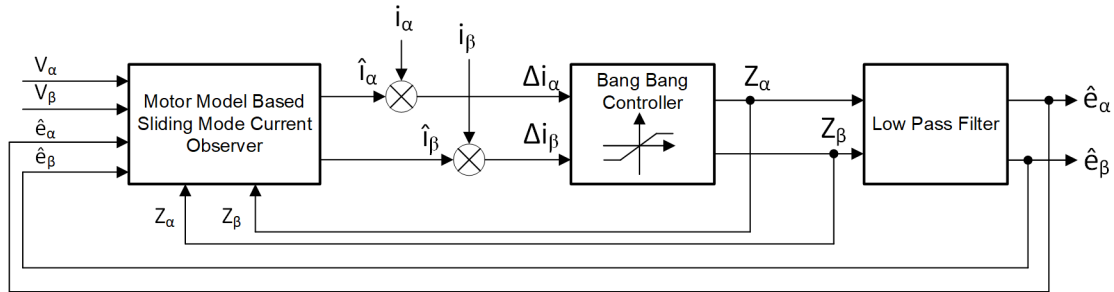 iα
iβ
Vα
Vβ
êα
êβ
Motor Model Based
Sliding Mode Current
Observer
îα
îβ
Δiα
Δiβ
Bang Bang
Controller
Zα
Zβ
Low Pass Filter
êα
êβ
Zα
Zβ